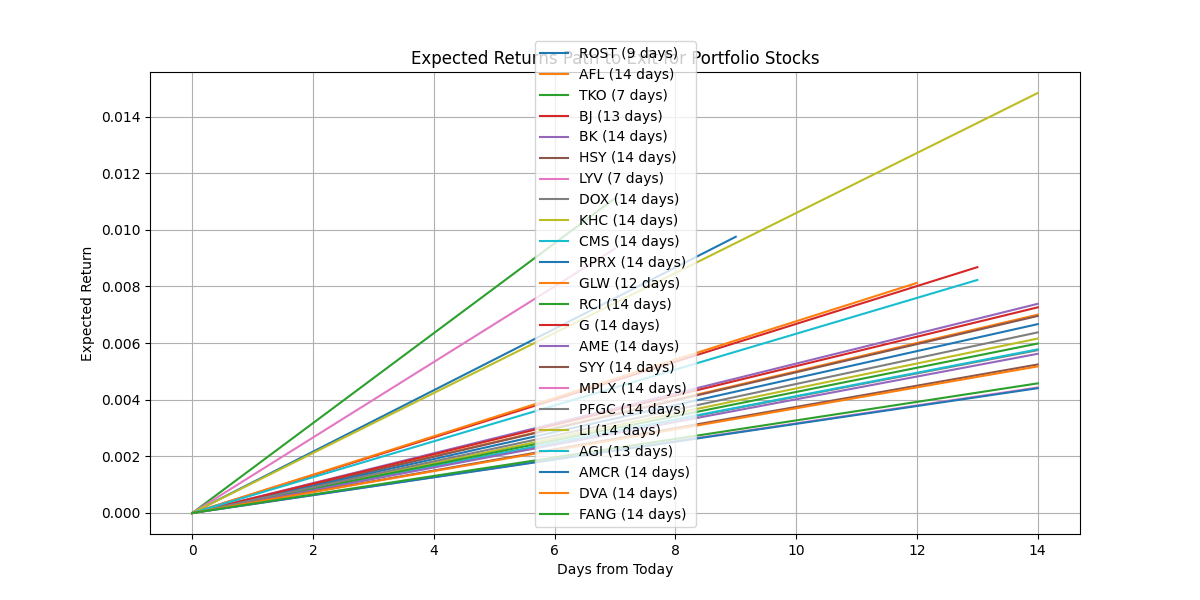 Expected Returns Path to Exit for Portfolio Stocks
ROST (9 days)
AFL (14 days)
TKO (7 days)
BJ (13 days)
BK (14 days)
HSY (14 days)
LYV (7 days)
DOX (14 days)
KHC (14 days)
CMS (14 days)
RPRX (14 days)
GLW (12 days)
RCI (14 days)
G (14 days)
AME (14 days)
SYY (14 days)
MPLX (14 days)
PFGC (14 days)
LI (14 days)
AGI (13 days)
AMCR (14 days)
DVA (14 days)
FANG (14 days)
Expected Return
0.014
0.012
0.010
0.008
0.006
0.004
0.002
0.000
0 2 4 6 8 10 12 14
Days from Today